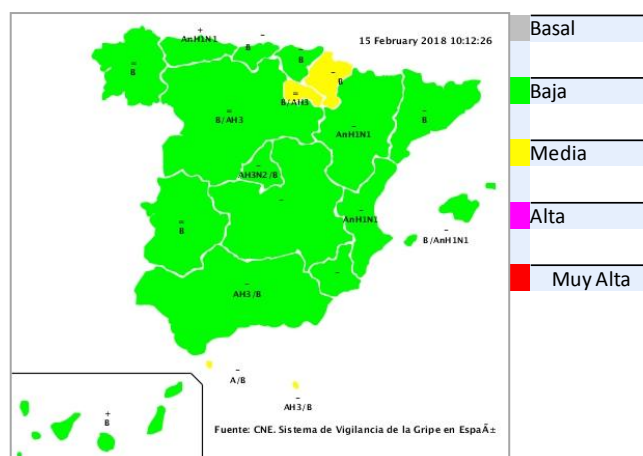 15 February 2018 10:12:26
+
AnH1N1
–
B
–
B
=
B
–
B
=
B/AH3
=
B/AH3
–
AnH1N1
–
B
–
AH3N2/B
–
=
B
–
AnH1N1
–
B/AnH1N1
–
AH3/B
–
–
A/B
–
AH3/B
+
B
Fuente: CNE. Sistema de Vigilancia de la Gripe en EspaÃ±
Basal
Baja
Media
Alta
Muy Alta